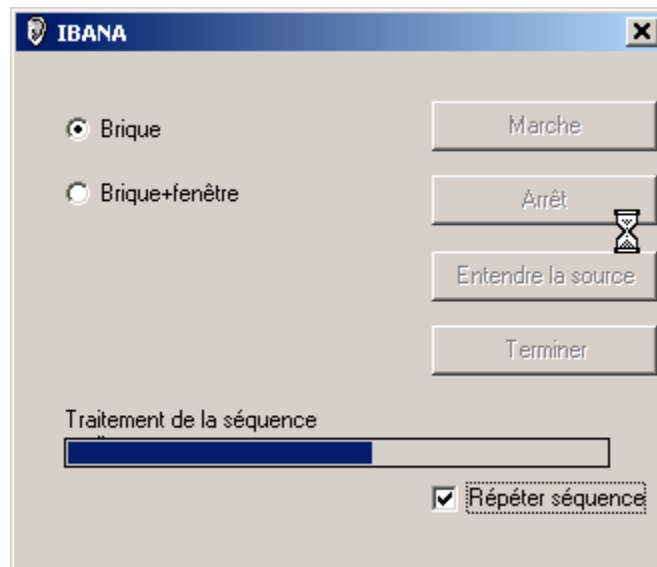 IBANA
Brique
Marche
Brique+fenêtre
Arrêt
Entendre la source
Terminer
Traitement de la séquence
Répéter séquence